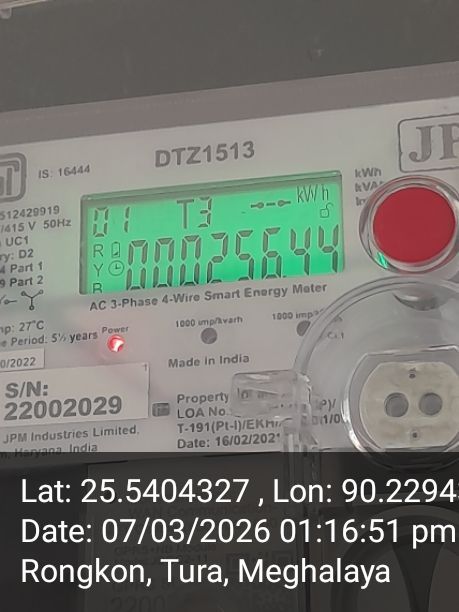 DTZ1513
JP
IS: 16444
512429919
/415 V 50Hz
UC1
ry: D2
4 Part 1
9 Part 2
kWh
01 T3 kWh
R
Y
00025644
AC 3-Phase 4-Wire Smart Energy Meter
mp: 27°C
e Period: 5½ years
Power
1000 imp/kvarh
Made in India
0/2022
S/N:
22002029
JPM Industries Limited.
Haryana, India
Property
LOA No.
T-191(Pt-I)/EKH/
Date: 16/02/2021
Lat: 25.5404327 , Lon: 90.2294
Date: 07/03/2026 01:16:51 pm
Rongkon, Tura, Meghalaya